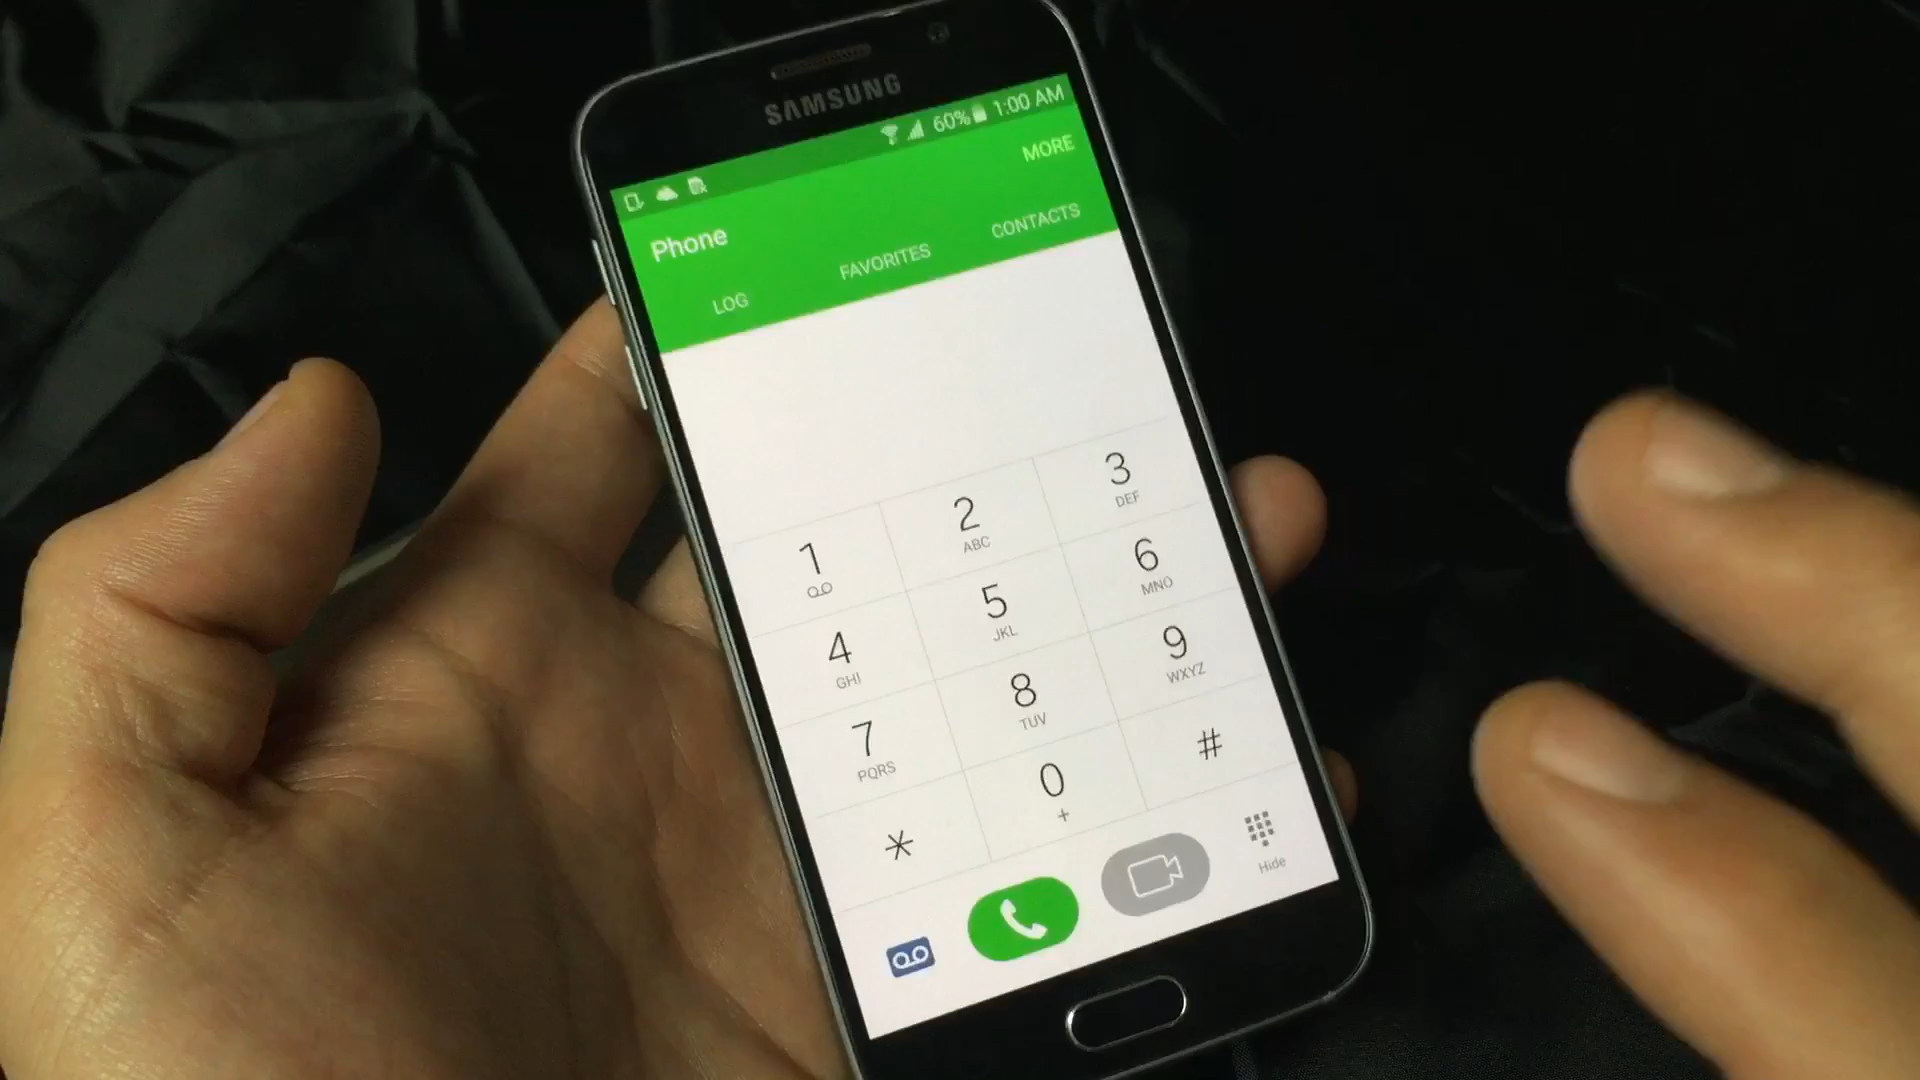 SAMSUNG
60% 1:00 AM
MORE
Phone
LOG FAVORITES CONTACTS
1 2 ABC 3 DEF
4 GHI 5 JKL 6 MNO
7 PQRS 8 TUV 9 WXYZ
* 0 + #
Hide